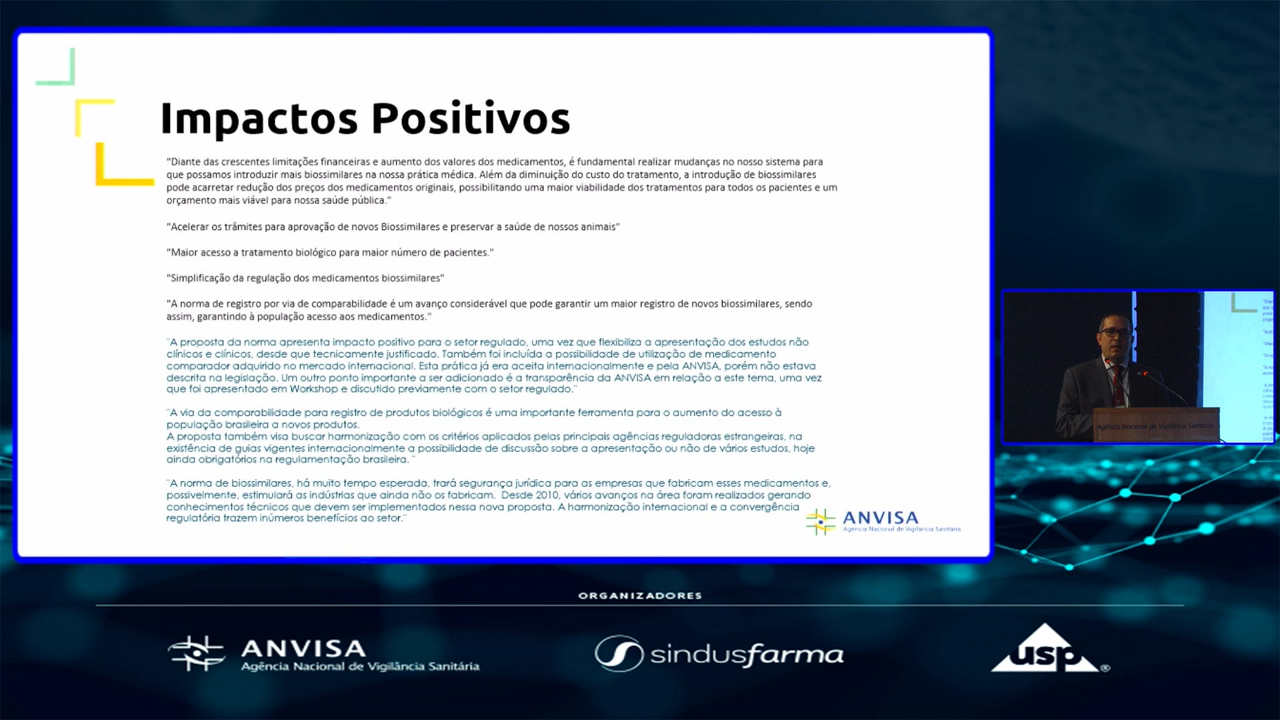 Impactos Positivos
"Diante das crescentes limitações financeiras e aumento dos valores dos medicamentos, é fundamental realizar mudanças no nosso sistema para
que possamos introduzir mais biossimilares na nossa prática médica. Além da diminuição do custo do tratamento, a introdução de biossimilares
pode acarretar redução dos preços dos medicamentos originais, possibilitando uma maior viabilidade dos tratamentos para todos os pacientes e um
orçamento mais viável para nossa saúde pública."
"Acelerar os trâmites para aprovação de novos Biossimilares e preservar a saúde de nossos animais"
"Maior acesso a tratamento biológico para maior número de pacientes."
"Simplificação da regulação dos medicamentos biossimilares"
"A norma de registro por via de comparabilidade é um avanço considerável que pode garantir um maior registro de novos biossimilares, sendo
assim, garantindo à população acesso aos medicamentos."
¨A proposta da norma apresenta impacto positivo para o setor regulado, uma vez que flexibiliza a apresentação dos estudos não
clínicos e clínicos, desde que tecnicamente justificado. Também foi incluída a possibilidade de utilização de medicamento
comparador adquirido no mercado internacional. Esta prática já era aceita internacionalmente e pela ANVISA, porém não estava
descrita na legislação. Um outro ponto importante a ser adicionado é a transparência da ANVISA em relação a este tema, uma vez
que foi apresentado em Workshop e discutido previamente com o setor regulado.¨
¨A via da comparabilidade para registro de produtos biológicos é uma importante ferramenta para o aumento do acesso à
população brasileira a novos produtos.
A proposta também visa buscar harmonização com os critérios aplicados pelas principais agências reguladoras estrangeiras, na
existência de guias vigentes internacionalmente a possibilidade de discussão sobre a apresentação ou não de vários estudos, hoje
ainda obrigatórios na regulamentação brasileira. ¨
¨A norma de biossimilares, há muito tempo esperada, trará segurança jurídica para as empresas que fabricam esses medicamentos e,
possivelmente, estimulará as indústrias que ainda não os fabricam. Desde 2010, vários avanços na área foram realizados gerando
conhecimentos técnicos que devem ser implementados nessa nova proposta. A harmonização internacional e a convergência
regulatória trazem inúmeros benefícios ao setor.¨
ANVISA
Agência Nacional de Vigilância Sanitária
Agência Nacional de Vigilância Sanitária
ORGANIZADORES
ANVISA
Agência Nacional de Vigilância Sanitária
sindusfarma
usp®